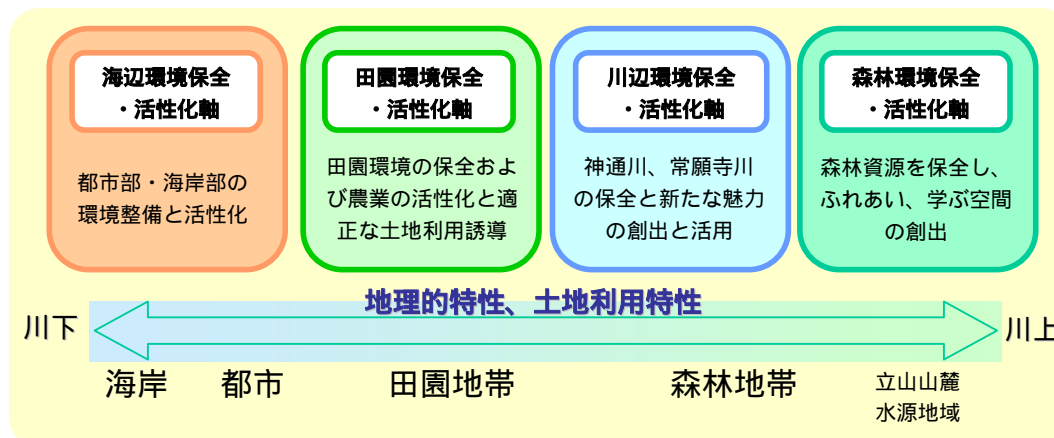 海辺環境保全
・活性化軸
都市部・海岸部の
環境整備と活性化
田園環境保全
・活性化軸
田園環境の保全およ
び農業の活性化と適
正な土地利用誘導
川辺環境保全
・活性化軸
神通川、常願寺川
の保全と新たな魅力
の創出と活用
森林環境保全
・活性化軸
森林資源を保全し、
ふれあい、学ぶ空間
の創出
地理的特性、土地利用特性
川下
川上
海岸
都市
田園地帯
森林地帯
立山山麓
水源地域